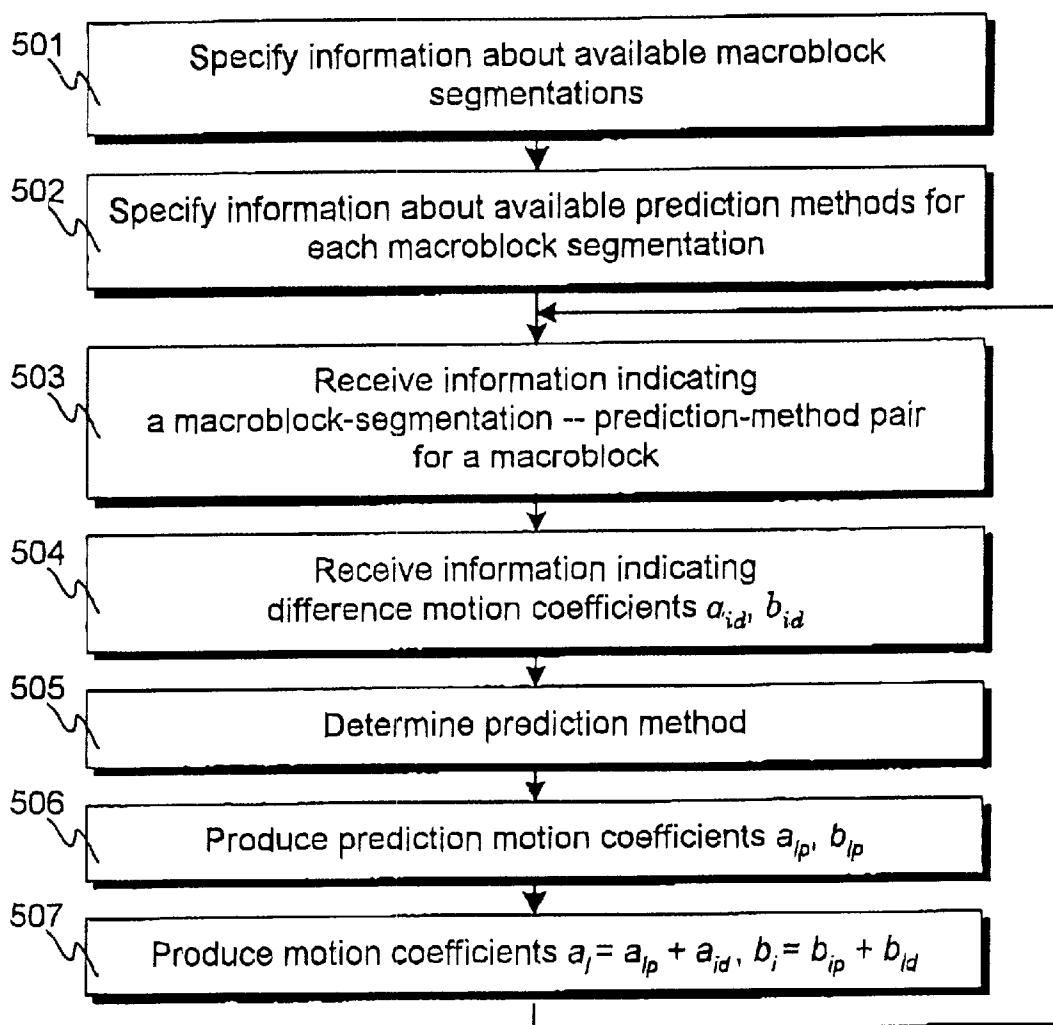 501
Specify information about available macroblock
segmentations
502
Specify information about available prediction methods for
each macroblock segmentation
503
Receive information indicating
a macroblock-segmentation -- prediction-method pair
for a macroblock
504
Receive information indicating
difference motion coefficients a_id, b_id
505
Determine prediction method
506
Produce prediction motion coefficients a_ip, b_ip
507
Produce motion coefficients a_i = a_ip + a_id, b_i = b_ip + b_id